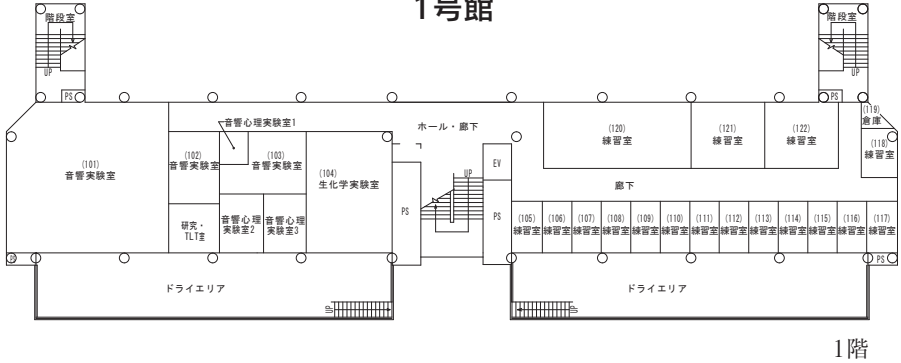 1号館
階段室
UP
PS
階段室
UP
PS
(119)
倉庫
音響心理実験室1
ホール・廊下
(120)
練習室
(121)
練習室
(122)
練習室
(118)
練習室
(101)
音響実験室
(102)
音響実験室
(103)
音響実験室
(104)
生化学実験室
UP
EV
廊下
PS
PS
研究・
TLT室
音響心理
実験室2
音響心理
実験室3
(105)
練習室
(106)
練習室
(107)
練習室
(108)
練習室
(109)
練習室
(110)
練習室
(111)
練習室
(112)
練習室
(113)
練習室
(114)
練習室
(115)
練習室
(116)
練習室
(117)
練習室
PS
PS
ドライエリア
UP
UP
ドライエリア
1階